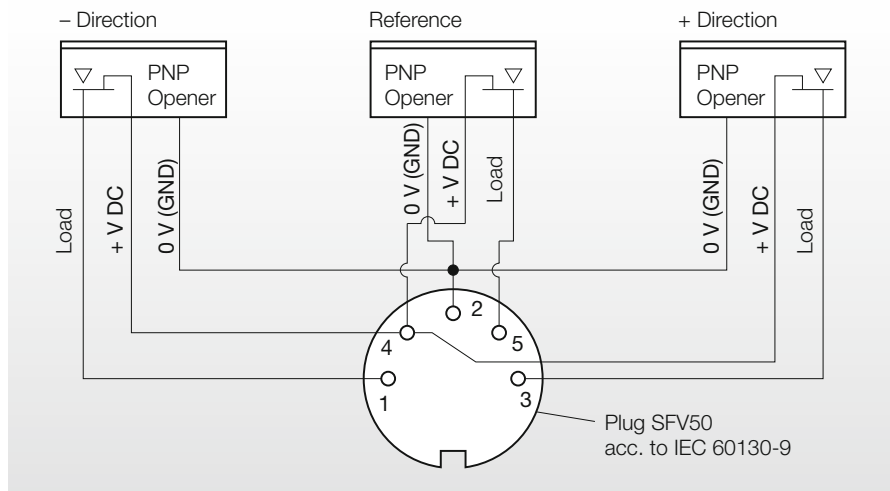 – Direction
Reference
+ Direction
PNP
Opener
PNP
Opener
PNP
Opener
Load
+ V DC
0 V (GND)
0 V (GND)
+ V DC
Load
0 V (GND)
+ V DC
Load
2
4
5
1
3
Plug SFV50
acc. to IEC 60130-9